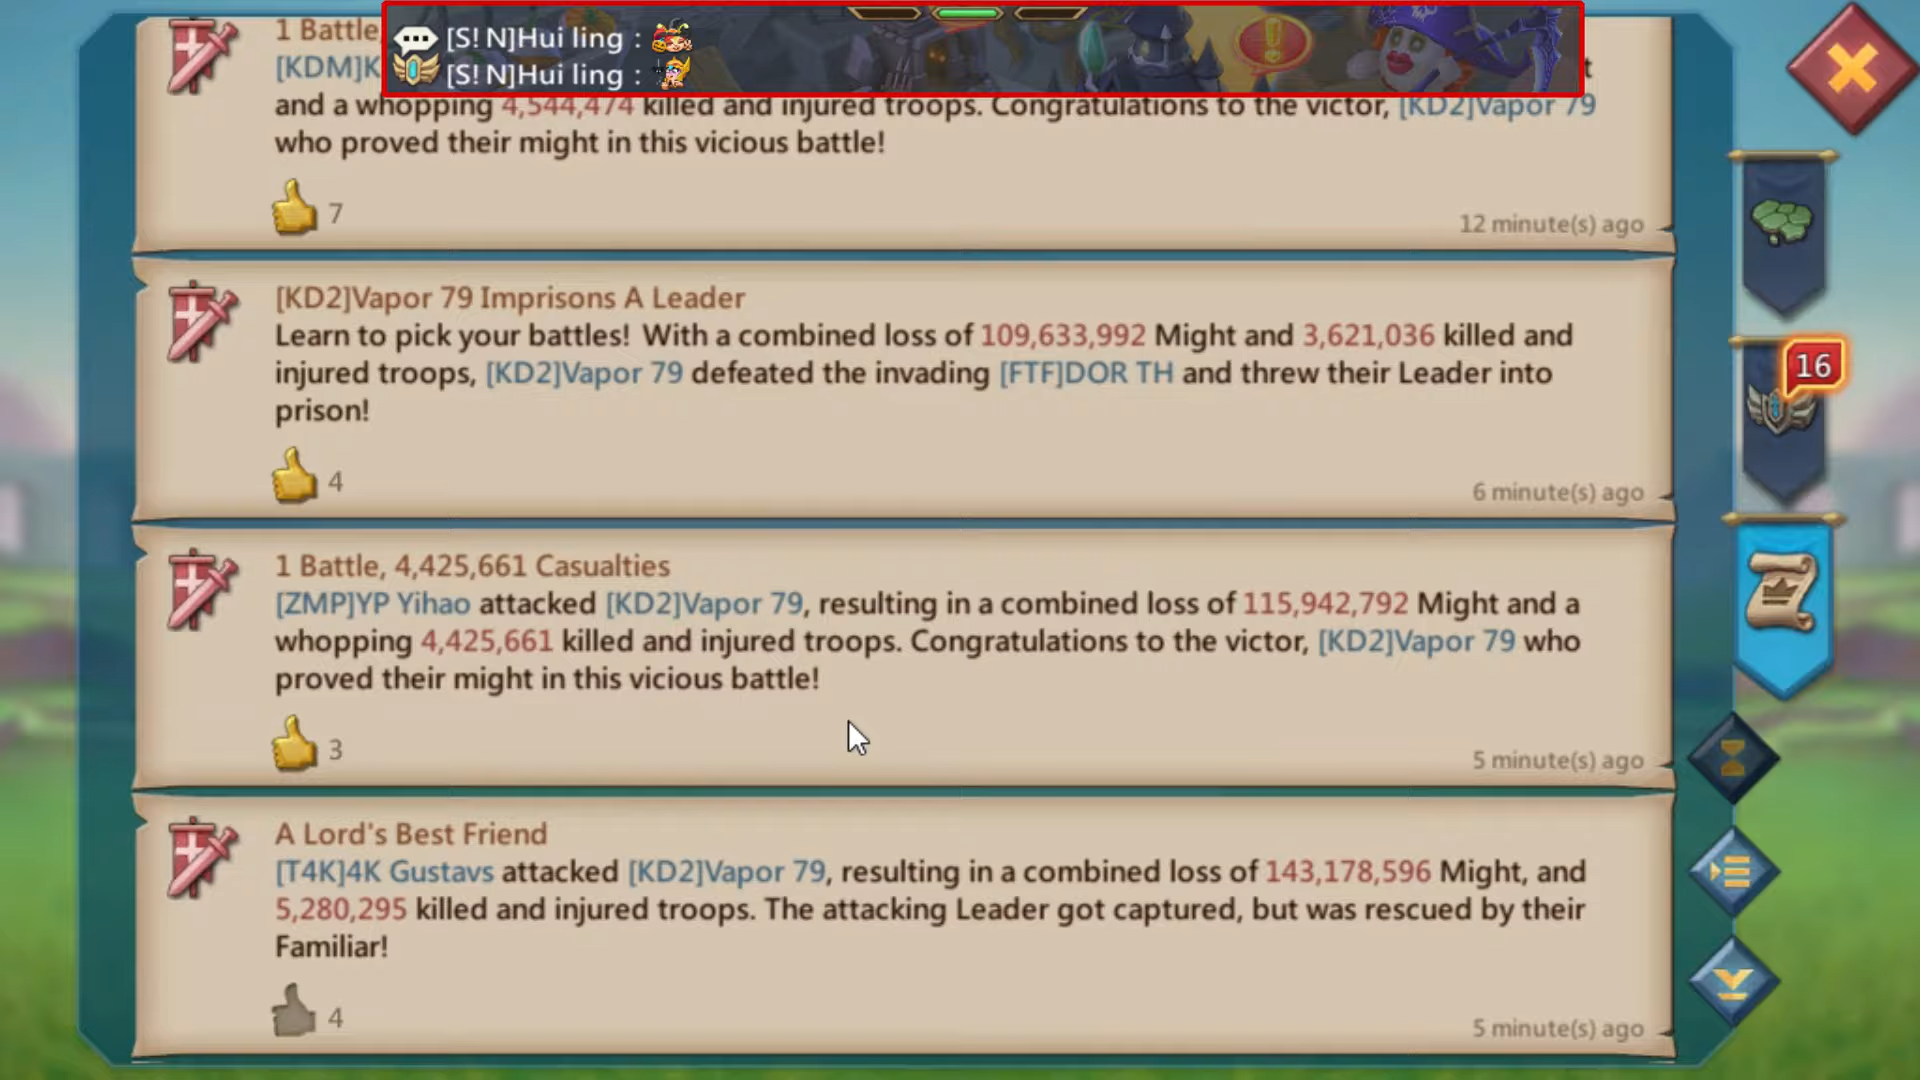 [S! N]Hui ling :
[S! N]Hui ling :
1 Battle,
[KDM]K
and a whopping 4,544,474 killed and injured troops. Congratulations to the victor, [KD2]Vapor 79
who proved their might in this vicious battle!
7
12 minute(s) ago
[KD2]Vapor 79 Imprisons A Leader
Learn to pick your battles! With a combined loss of 109,633,992 Might and 3,621,036 killed and
injured troops, [KD2]Vapor 79 defeated the invading [FTF]DOR TH and threw their Leader into
prison!
4
6 minute(s) ago
16
1 Battle, 4,425,661 Casualties
[ZMP]YP Yihao attacked [KD2]Vapor 79, resulting in a combined loss of 115,942,792 Might and a
whopping 4,425,661 killed and injured troops. Congratulations to the victor, [KD2]Vapor 79 who
proved their might in this vicious battle!
3
5 minute(s) ago
A Lord's Best Friend
[T4K]4K Gustavs attacked [KD2]Vapor 79, resulting in a combined loss of 143,178,596 Might, and
5,280,295 killed and injured troops. The attacking Leader got captured, but was rescued by their
Familiar!
4
5 minute(s) ago